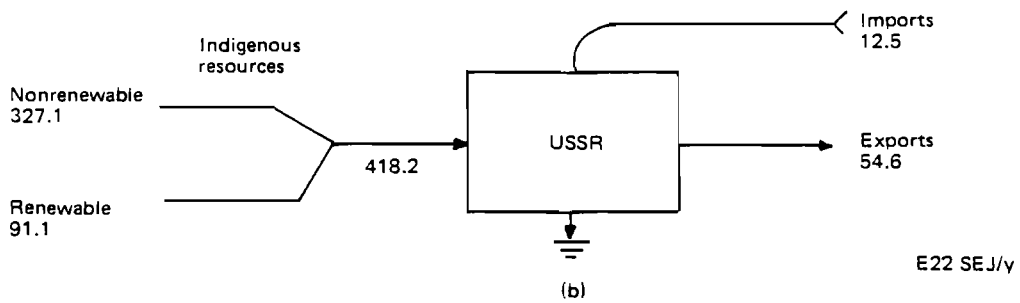 Imports
12.5
Indigenous
resources
Nonrenewable
327.1
418.2
USSR
Exports
54.6
Renewable
91.1
E22 SEJ/y
(b)